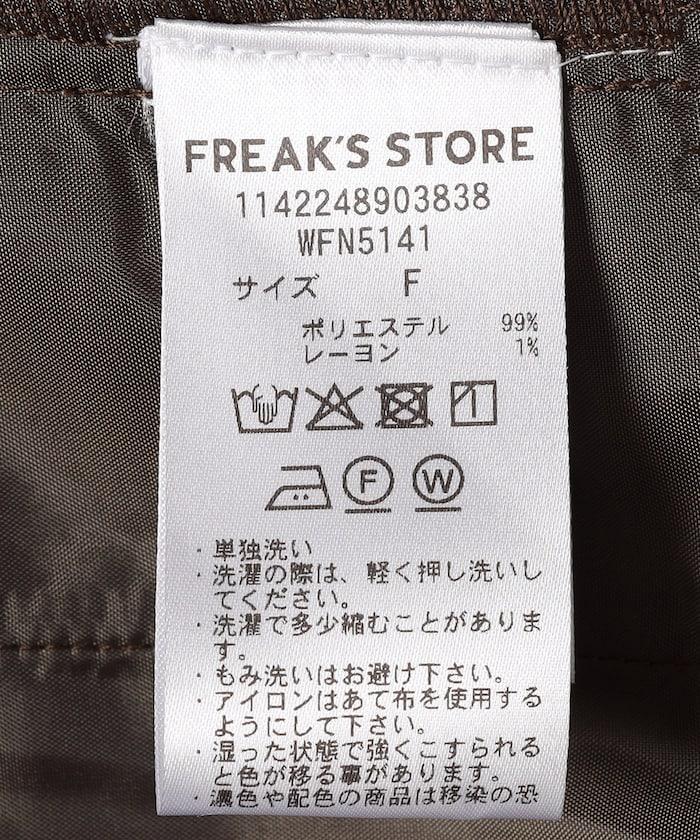 FREAK'S STORE
1142248903838
WFN5141
サイズ F
ポリエステル 99%
レーヨン 1%
F W
・単独洗い
・洗濯の際は、軽く押し洗いし
てください。
・洗濯で多少縮むことがありま
す。
・もみ洗いはお避け下さい。
・アイロンはあて布を使用する
ようにして下さい。
・湿った状態で強くこすられる
と色が移る事があります。
・濃色や配色の商品は移染の恐